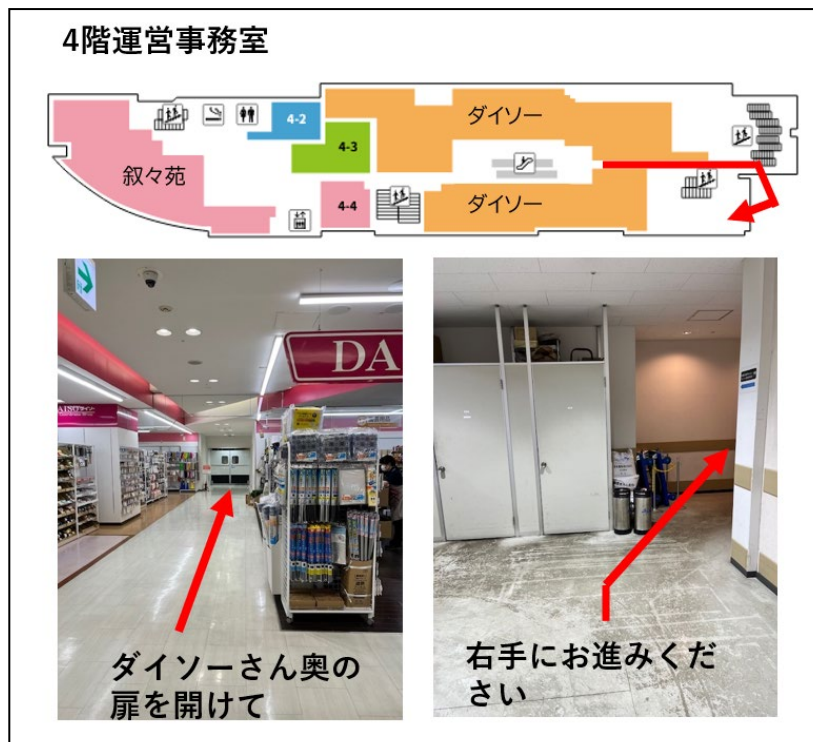 4階運営事務室
ダイソー
4-2
4-3
叙々苑
4-4
ダイソー
DA
ダイソーさん奥の
扉を開けて
右手にお進みくだ
さい